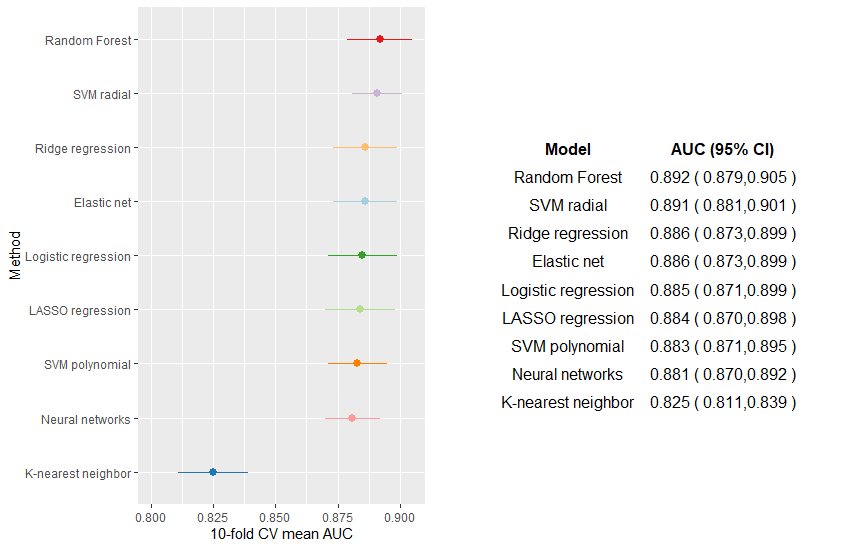 Method
Random Forest
SVM radial
Ridge regression
Elastic net
Logistic regression
LASSO regression
SVM polynomial
Neural networks
K-nearest neighbor
0.800 0.825 0.850 0.875 0.900
10-fold CV mean AUC
Model AUC (95% CI)
Random Forest 0.892 ( 0.879,0.905 )
SVM radial 0.891 ( 0.881,0.901 )
Ridge regression 0.886 ( 0.873,0.899 )
Elastic net 0.886 ( 0.873,0.899 )
Logistic regression 0.885 ( 0.871,0.899 )
LASSO regression 0.884 ( 0.870,0.898 )
SVM polynomial 0.883 ( 0.871,0.895 )
Neural networks 0.881 ( 0.870,0.892 )
K-nearest neighbor 0.825 ( 0.811,0.839 )